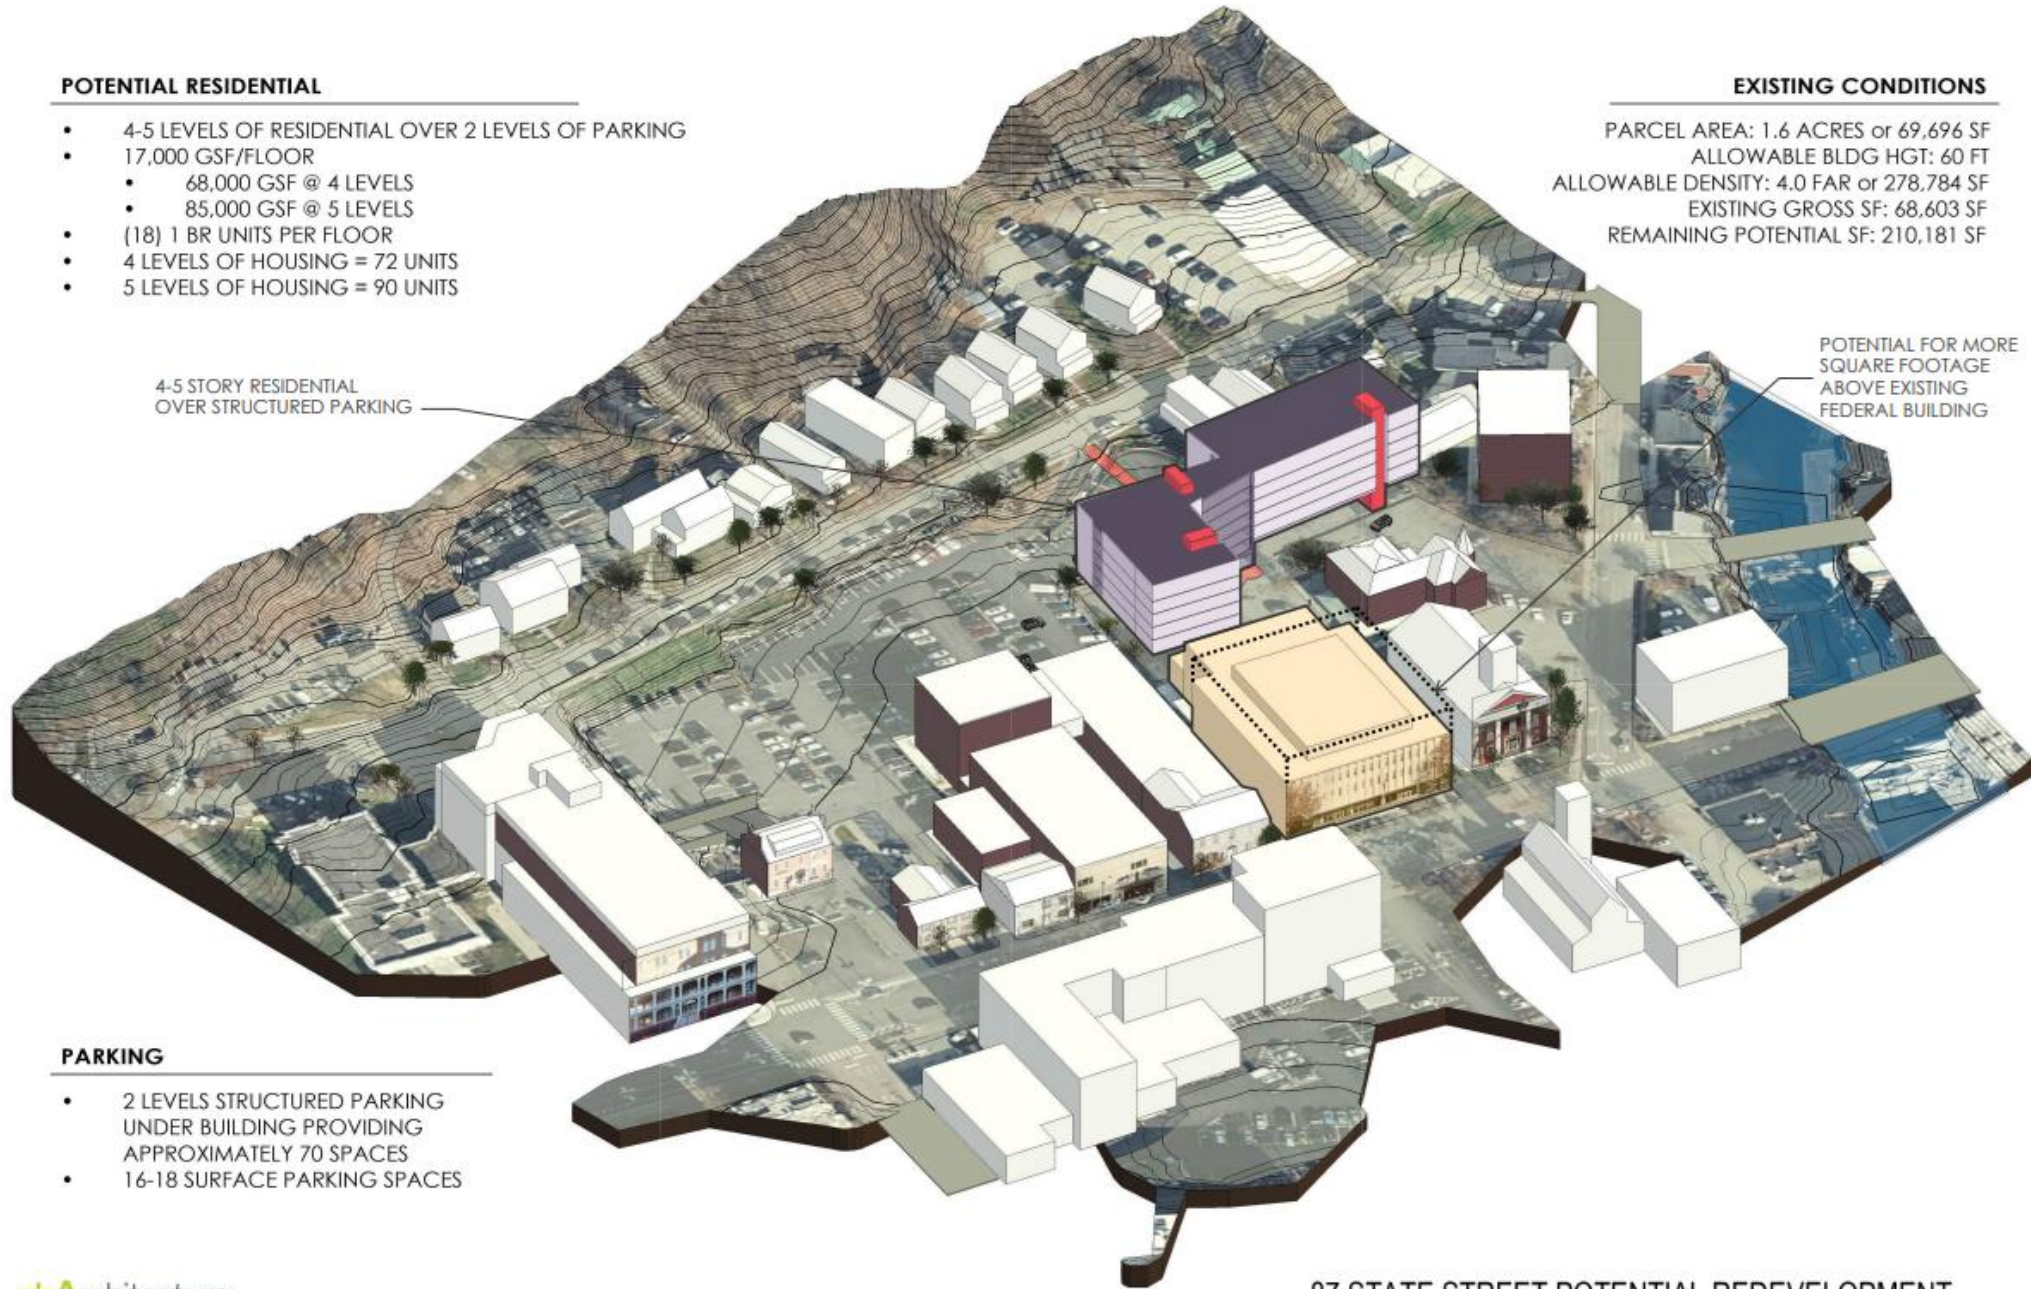 POTENTIAL RESIDENTIAL
• 4-5 LEVELS OF RESIDENTIAL OVER 2 LEVELS OF PARKING
• 17,000 GSF/FLOOR
• 68,000 GSF @ 4 LEVELS
• 85,000 GSF @ 5 LEVELS
• (18) 1 BR UNITS PER FLOOR
• 4 LEVELS OF HOUSING = 72 UNITS
• 5 LEVELS OF HOUSING = 90 UNITS
EXISTING CONDITIONS
PARCEL AREA: 1.6 ACRES or 69,696 SF
ALLOWABLE BLDG HGT: 60 FT
ALLOWABLE DENSITY: 4.0 FAR or 278,784 SF
EXISTING GROSS SF: 68,603 SF
REMAINING POTENTIAL SF: 210,181 SF
4-5 STORY RESIDENTIAL
OVER STRUCTURED PARKING
POTENTIAL FOR MORE
SQUARE FOOTAGE
ABOVE EXISTING
FEDERAL BUILDING
PARKING
• 2 LEVELS STRUCTURED PARKING
UNDER BUILDING PROVIDING
APPROXIMATELY 70 SPACES
• 16-18 SURFACE PARKING SPACES
87 STATE STREET POTENTIAL REDEVELOPMENT